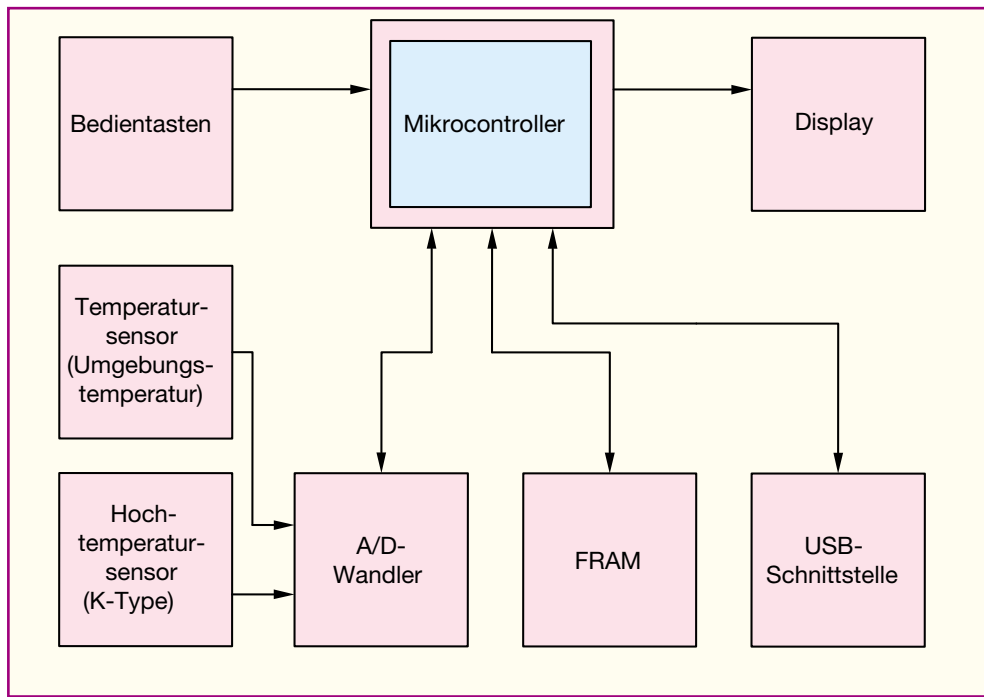 Bedientasten
Mikrocontroller
Display
Temperatur-
sensor
(Umgebungs-
temperatur)
Hoch-
temperatur-
sensor
(K-Type)
A/D-
Wandler
FRAM
USB-
Schnittstelle